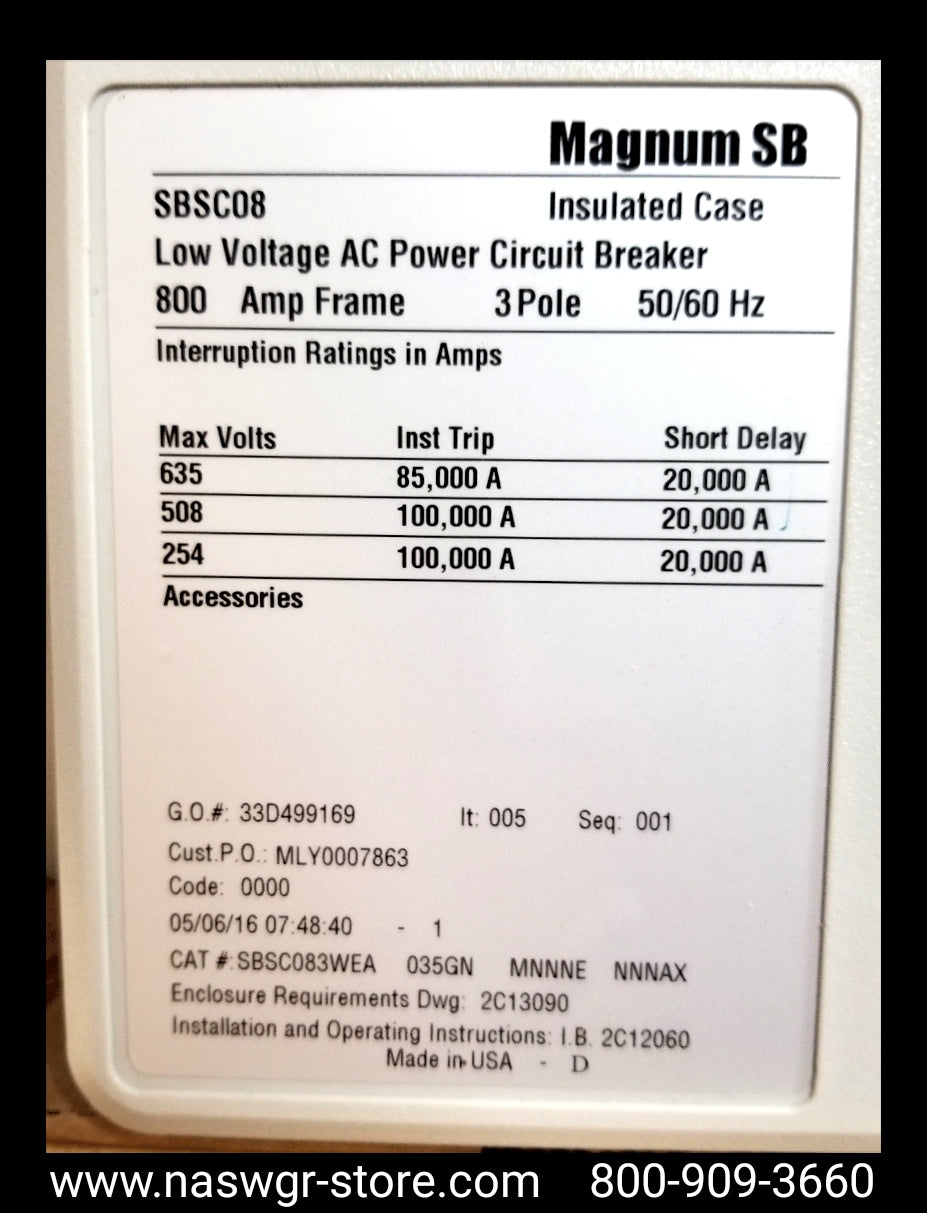 Magnum SB
SBSC08 Insulated Case
Low Voltage AC Power Circuit Breaker
800 Amp Frame 3 Pole 50/60 Hz
Interruption Ratings in Amps
Max Volts Inst Trip Short Delay
635 85,000 A 20,000 A
508 100,000 A 20,000 A
254 100,000 A 20,000 A
Accessories
G.O.#: 33D499169 It: 005 Seq: 001
Cust.P.O.: MLY0007863
Code: 0000
05/06/16 07:48:40 - 1
CAT #:SBSC083WEA 035GN MNNNE NNNAX
Enclosure Requirements Dwg: 2C13090
Installation and Operating Instructions: I.B. 2C12060
Made in USA - D
www.naswgr-store.com 800-909-3660